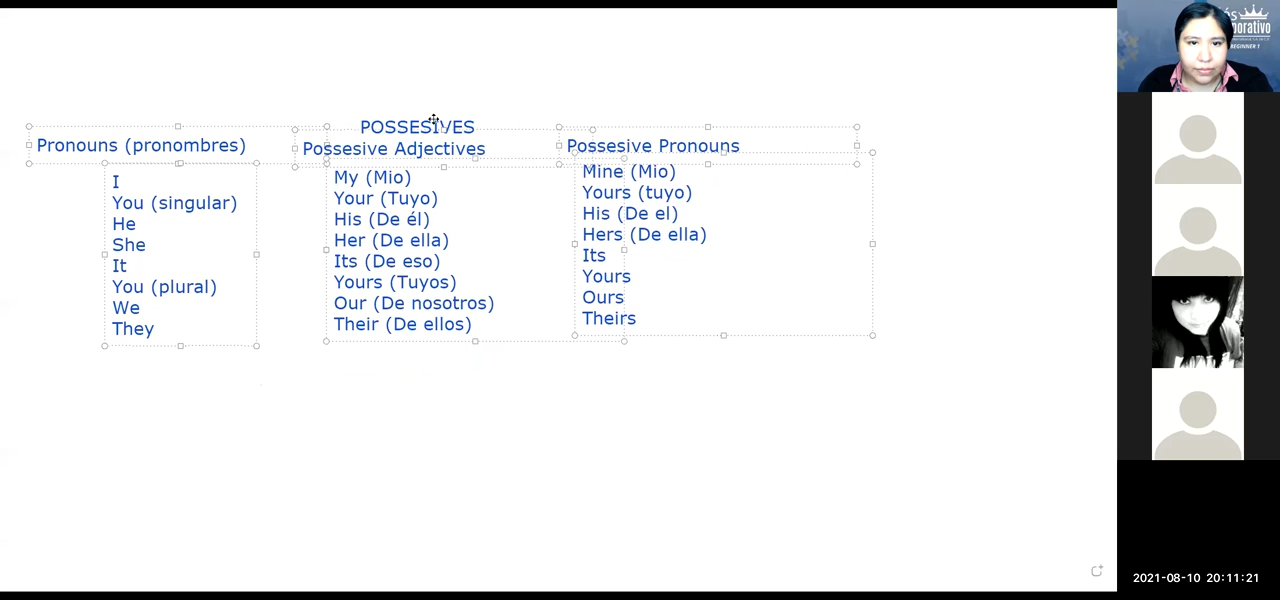 POSSESIVES
Pronouns (pronombres)
I
You (singular)
He
She
It
You (plural)
We
They
Possesive Adjectives
My (Mio)
Your (Tuyo)
His (De él)
Her (De ella)
Its (De eso)
Yours (Tuyos)
Our (De nosotros)
Their (De ellos)
Possesive Pronouns
Mine (Mio)
Yours (tuyo)
His (De el)
Hers (De ella)
Its
Yours
Ours
Theirs
BEGINNER 1
2021-08-10 20:11:21